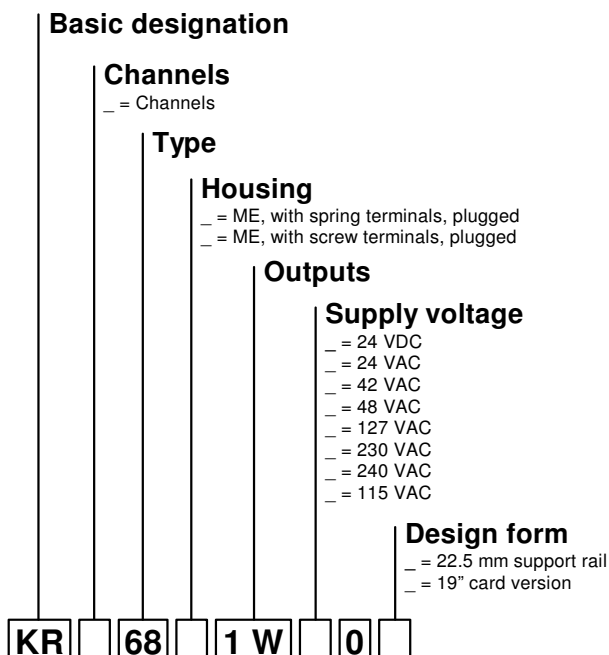 Basic designation
Channels
_ = Channels
Type
Housing
_ = ME, with spring terminals, plugged
_ = ME, with screw terminals, plugged
Outputs
Supply voltage
_ = 24 VDC
_ = 24 VAC
_ = 42 VAC
_ = 48 VAC
_ = 127 VAC
_ = 230 VAC
_ = 240 VAC
_ = 115 VAC
Design form
_ = 22.5 mm support rail
_ = 19” card version
KR 68 1 W 0